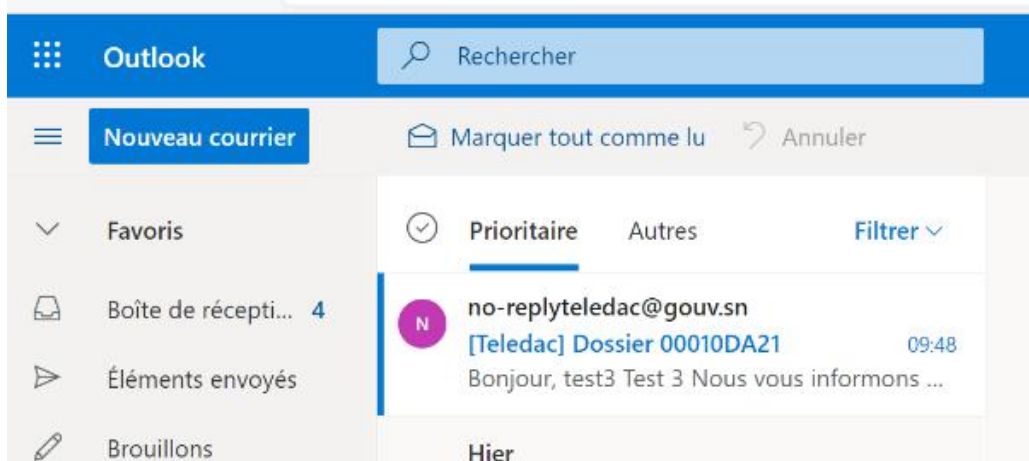 Outlook
Rechercher
Nouveau courrier
Marquer tout comme lu
Annuler
Favoris
Prioritaire
Autres
Filtrer
Boîte de récepti... 4
Éléments envoyés
Brouillons
N
no-replyteledac@gouv.sn
[Teledac] Dossier 00010DA21
09:48
Bonjour, test3 Test 3 Nous vous informons ...
Hier